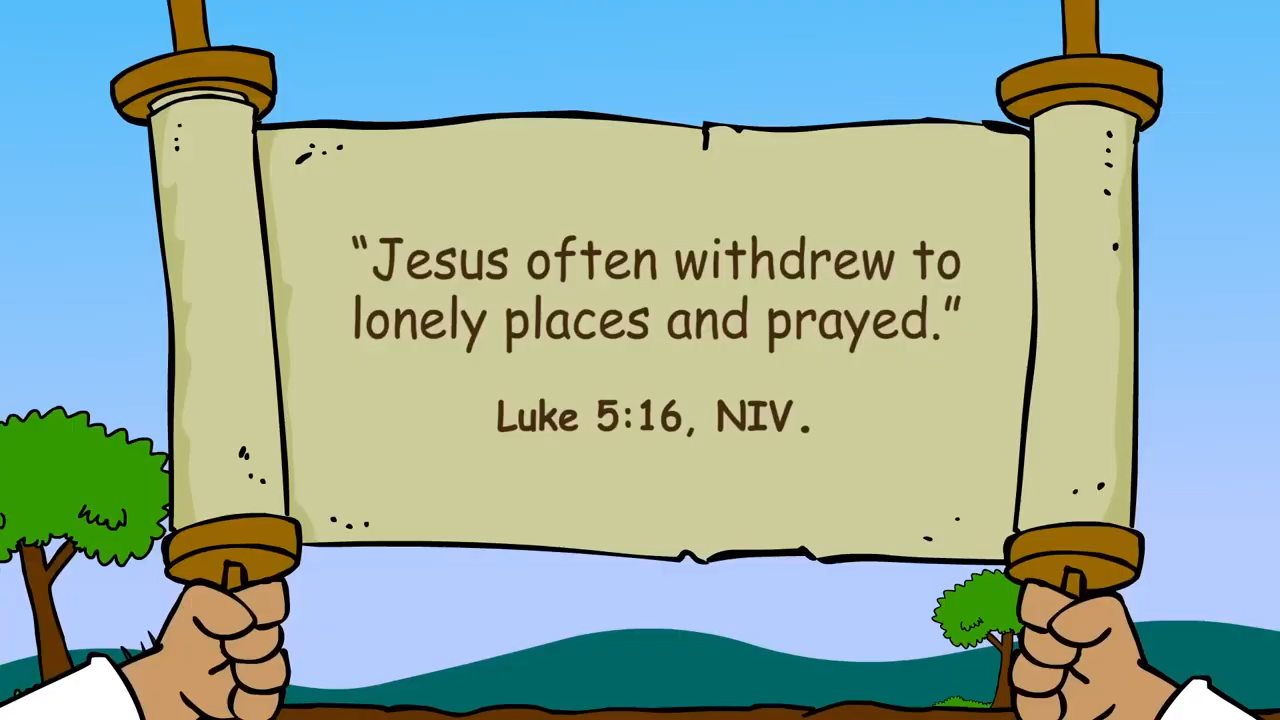 “Jesus often withdrew to
lonely places and prayed.”
Luke 5:16, NIV.